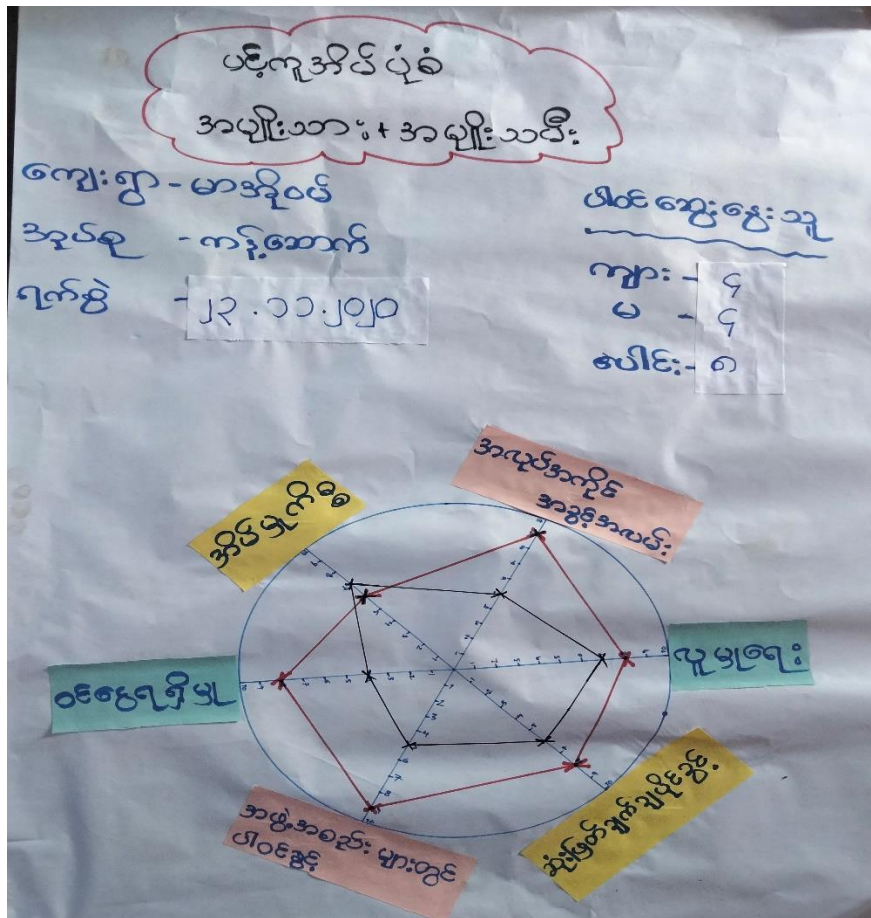 ပင့်ကူအိမ်ပုံစံ
အမျိုးသား + အမျိုးသမီး
ကျေးရွာ - မာအိုဝပ်
အုပ်စု - ကန့်ဆောက်
ရက်စွဲ - ၂၃.၁၁.၂၀၂၀
ပါဝင်ဆွေးနွေးသူ
ကျား - ၄
မ - ၄
ပေါင်း - ၈
အလုပ်အကိုင်
အခွင့်အလမ်း
အိမ်မှုကိစ္စ
လူမှုရေး
ဝင်ငွေရရှိမှု
ဆုံးဖြတ်ချက်ချပိုင်ခွင့်
အဖွဲ့အစည်းများတွင်
ပါဝင်ခွင့်